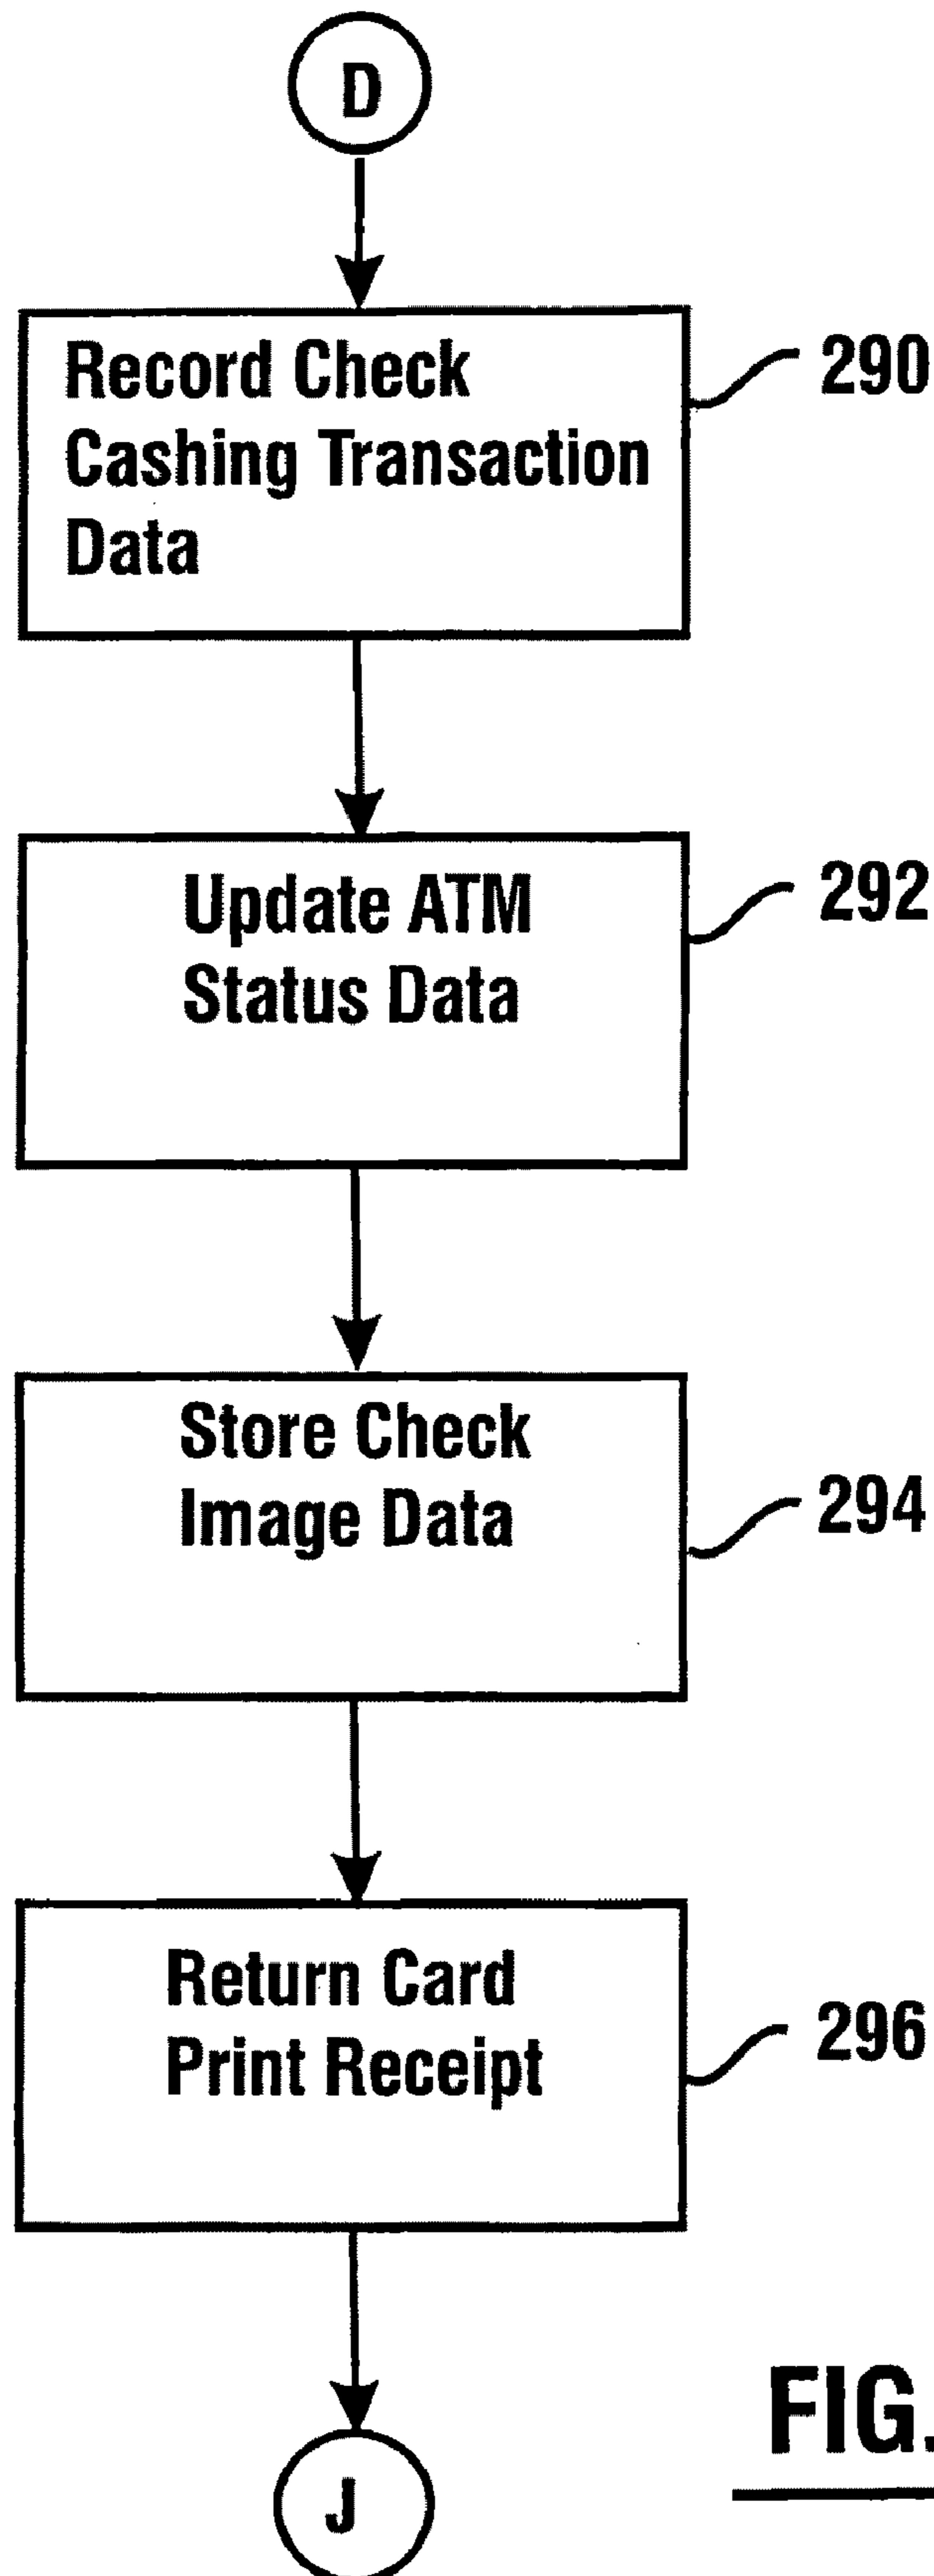 D
Record Check
Cashing Transaction
Data
290
Update ATM
Status Data
292
Store Check
Image Data
294
Return Card
Print Receipt
296
FIG.
J